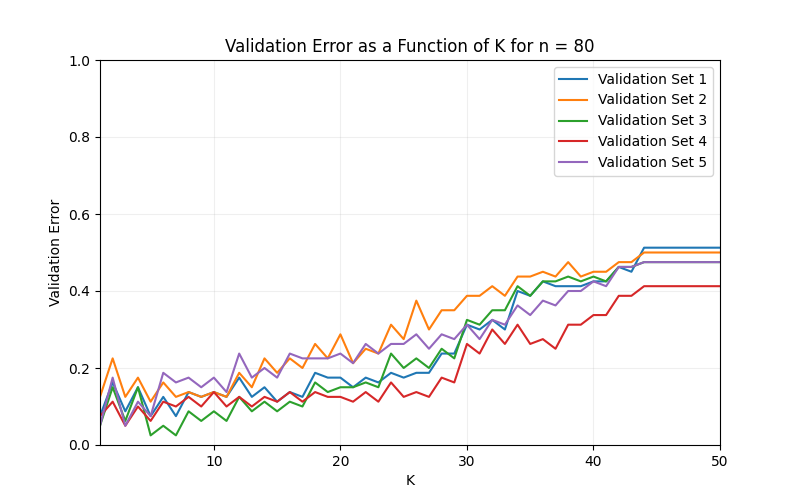 Validation Error as a Function of K for n = 80
Validation Error
1.0
0.8
0.6
0.4
0.2
0.0
Validation Set 1
Validation Set 2
Validation Set 3
Validation Set 4
Validation Set 5
10 20 30 40 50
K